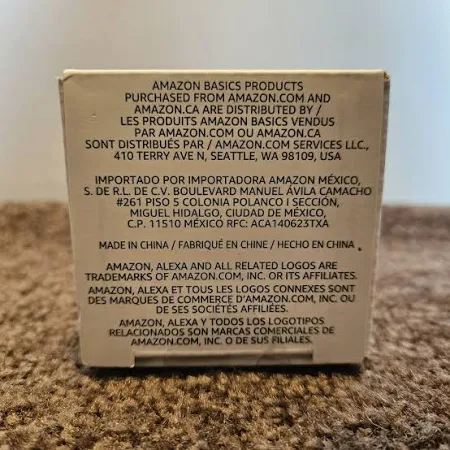 AMAZON BASICS PRODUCTS
PURCHASED FROM AMAZON.COM AND
AMAZON.CA ARE DISTRIBUTED BY /
LES PRODUITS AMAZON BASICS VENDUS
PAR AMAZON.COM OU AMAZON.CA
SONT DISTRIBUÉS PAR / AMAZON.COM SERVICES LLC.,
410 TERRY AVE N, SEATTLE, WA 98109, USA
IMPORTADO POR IMPORTADORA AMAZON MÉXICO,
S. DE R.L. DE C.V. BOULEVARD MANUEL ÁVILA CAMACHO
#261 PISO 5 COLONIA POLANCO I SECCIÓN,
MIGUEL HIDALGO, CIUDAD DE MÉXICO,
C.P. 11510 MÉXICO RFC: ACA140623TXA
MADE IN CHINA / FABRIQUÉ EN CHINE / HECHO EN CHINA
AMAZON, ALEXA AND ALL RELATED LOGOS ARE
TRADEMARKS OF AMAZON.COM, INC. OR ITS AFFILIATES.
AMAZON, ALEXA ET TOUS LES LOGOS CONNEXES SONT
DES MARQUES DE COMMERCE D'AMAZON.COM, INC. OU
DE SES SOCIÉTÉS AFFILIÉES.
AMAZON, ALEXA Y TODOS LOS LOGOTIPOS
RELACIONADOS SON MARCAS COMERCIALES DE
AMAZON.COM, INC. O DE SUS FILIALES.